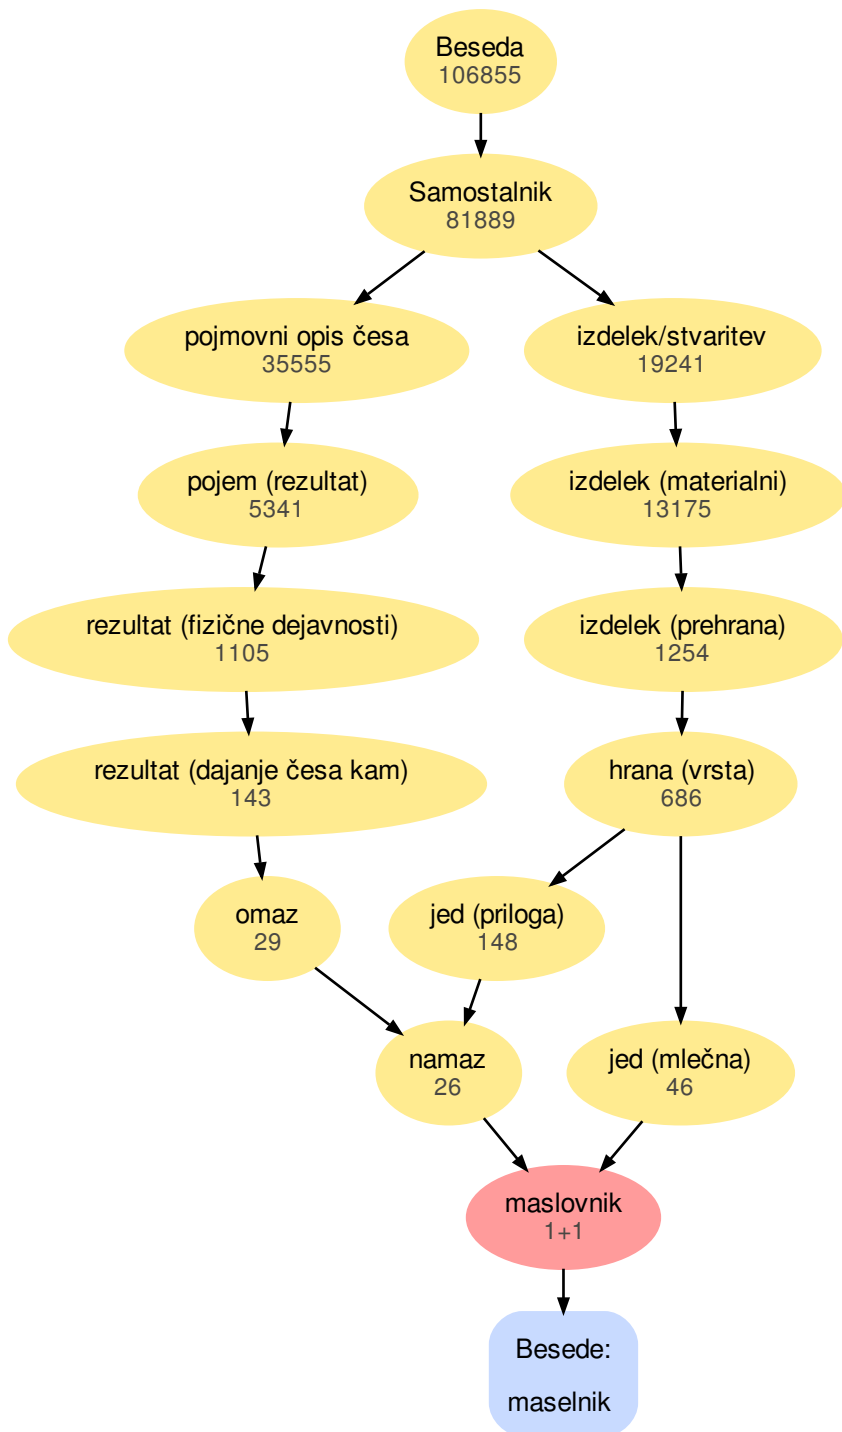 Beseda
106855
Samostalnik
81889
pojmovni opis česa
35555
izdelek/stvaritev
19241
pojem (rezultat)
5341
izdelek (materialni)
13175
rezultat (fizične dejavnosti)
1105
izdelek (prehrana)
1254
rezultat (dajanje česa kam)
143
hrana (vrsta)
686
omaz
29
jed (priloga)
148
namaz
26
jed (mlečna)
46
maslovnik
1+1
Besede:
maselnik